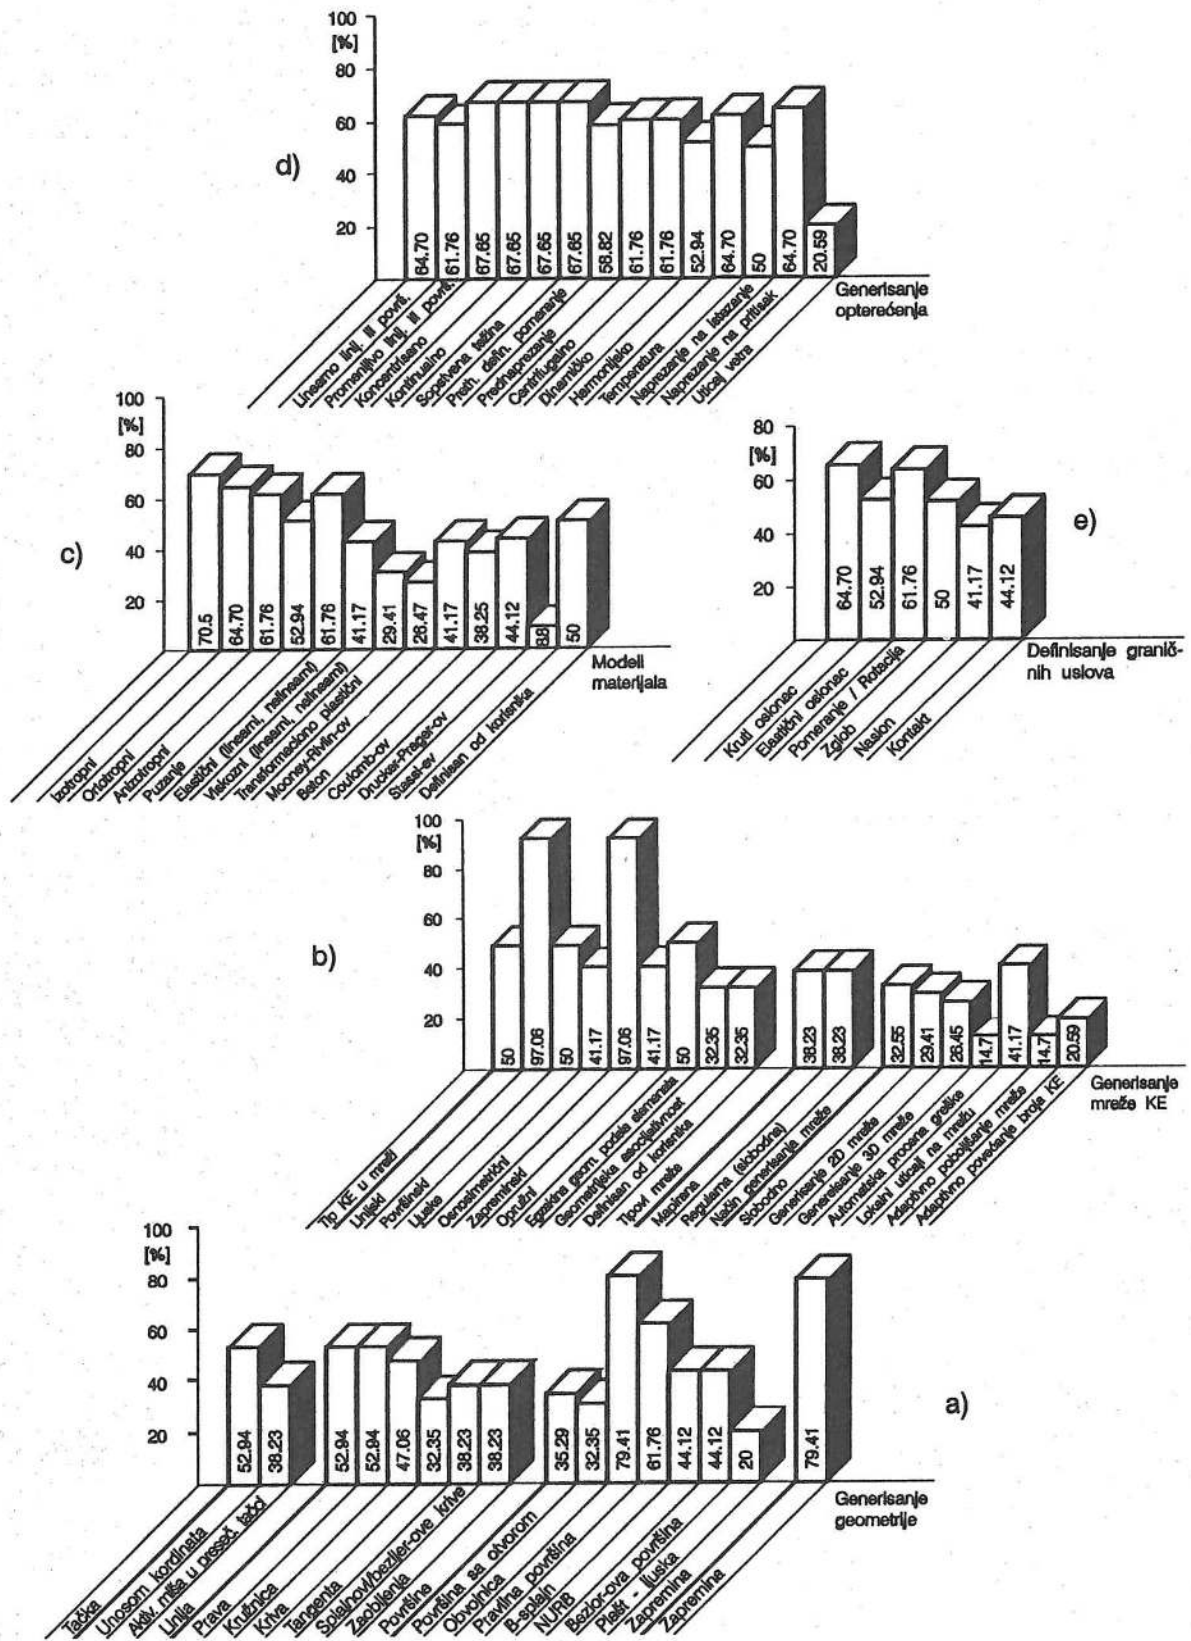 100
[%]
80
60
40
20
d)
64.70
61.76
67.65
67.65
67.65
67.65
58.82
61.76
61.76
52.94
64.70
50
64.70
20.59
Generisanje
opterećenja
Linearno linij. ili površ.
Promenljivo linij. ili površ.
Koncentrisano
Kontinualno
Sopstvena težina
Preth. defin. pomeranje
Prednaprezanje
Centrifugalno
Dinamičko
Harmonijsko
Temperatura
Naprezanje na istezanje
Naprezanje na pritisak
Uticaj vetra
100
[%]
80
60
40
20
c)
70.5
64.70
61.76
52.94
61.76
41.17
29.41
26.47
41.17
38.25
44.12
8.8
50
Modeli
materijala
Izotropni
Ortotropni
Anizotropni
Puzanje
Elastični (linearni, nelinearni)
Viskozni (linearni, nelinearni)
Transformaciono plastični
Mooney-Rivlin-ov
Beton
Coulomb-ov
Drucker-Prager-ov
Stassi-ev
Definisan od korisnika
80
[%]
60
40
20
e)
64.70
52.94
61.76
50
41.17
44.12
Definisanje granič-
nih uslova
Kruti oslonac
Elastični oslonac
Pomeranje / Rotacija
Zglob
Naslon
Kontakt
100
[%]
80
60
40
20
b)
50
97.06
50
41.17
97.06
41.17
50
32.35
32.35
38.23
38.23
32.55
29.41
26.45
14.7
41.17
14.7
20.59
Generisanje
mreže KE
Tip KE u mreži
Linijski
Površinski
Ljuske
Osnosimetrični
Zapreminski
Opružni
Egzaktna geom. podela elemenata
Geometrijska asocijativnost
Definisan od korisnika
Tipovi mreže
Mapirana
Regularna (slobodna)
Način generisanja mreže
Slobodno
Generisanje 2D mreže
Genereisanje 3D mreže
Automatska procena greške
Lokalni uticaji na mrežu
Adaptivno poboljšanje mreže
Adaptivno povećanje broja KE
100
[%]
80
60
40
20
a)
52.94
38.23
52.94
52.94
47.06
32.35
38.23
38.23
35.29
32.35
79.41
61.76
44.12
44.12
20
79.41
Generisanje
geometrije
Tačka
Unosom kordinata
Aktiv. miša u preseč. tački
Linija
Prava
Kružnica
Kriva
Tangenta
Splajnovi/bezijer-ove krive
Zaobljenja
Površine
Površina sa otvorom
Obvojnica
Pravilna površina
B-splajn
NURB
Bezior-ova površina
Plašt - ljuska
Zapremina
Zapremina